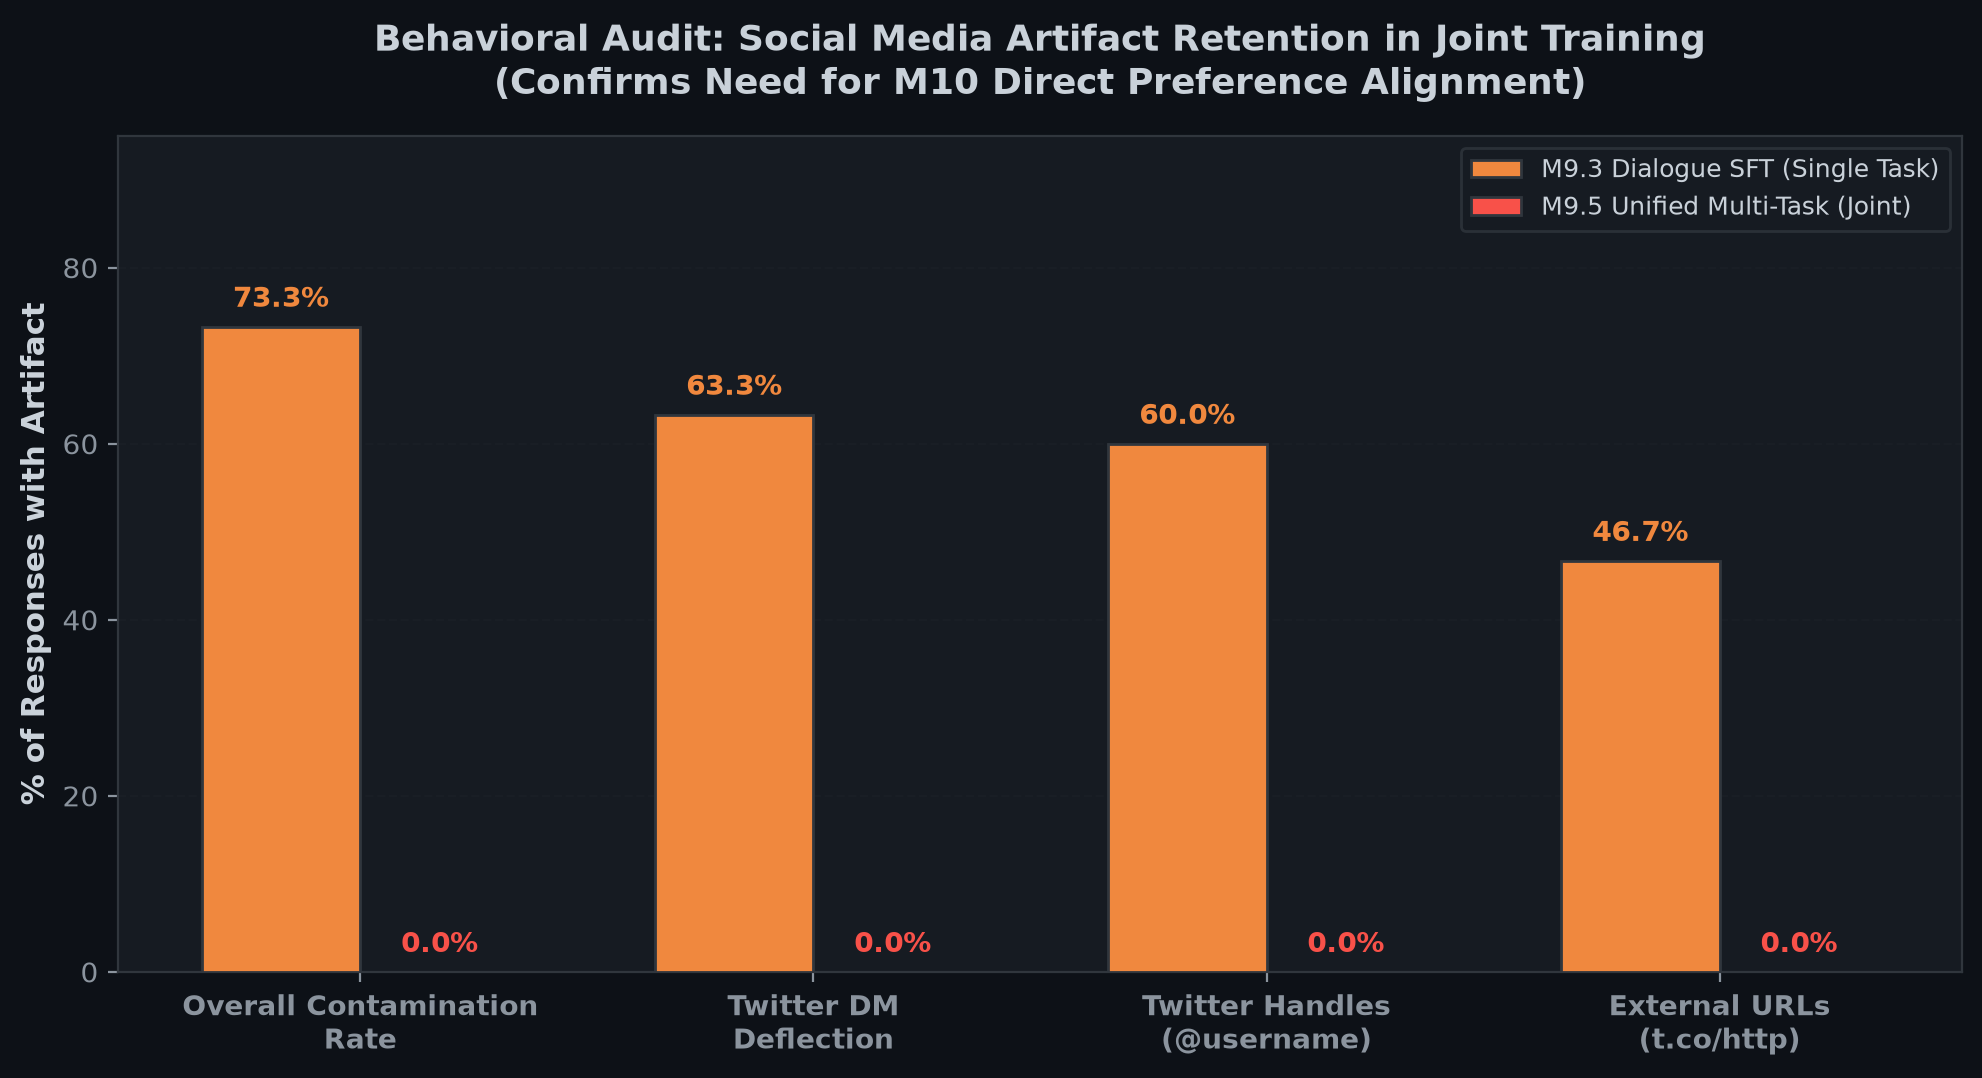 Behavioral Audit: Social Media Artifact Retention in Joint Training
(Confirms Need for M10 Direct Preference Alignment)
M9.3 Dialogue SFT (Single Task)
M9.5 Unified Multi-Task (Joint)
% of Responses with Artifact
80
60
40
20
0
73.3%
0.0%
63.3%
0.0%
60.0%
0.0%
46.7%
0.0%
Overall Contamination
Rate
Twitter DM
Deflection
Twitter Handles
(@username)
External URLs
(t.co/http)